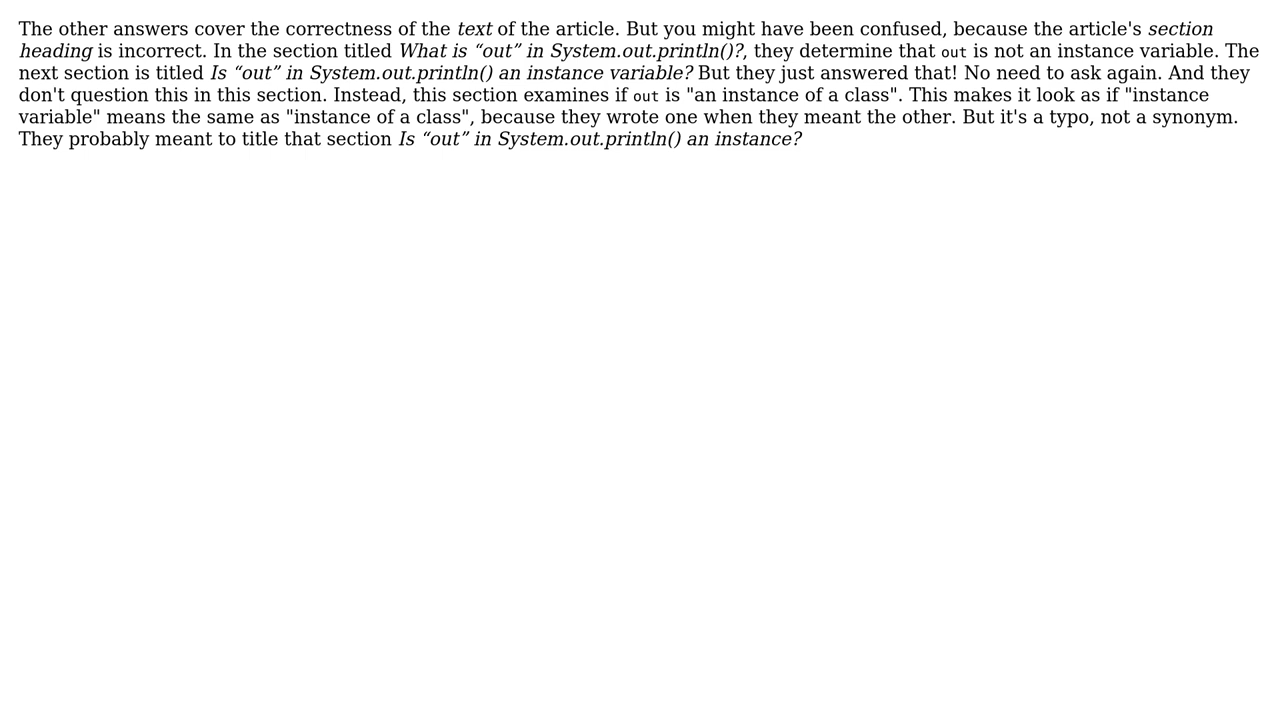 The other answers cover the correctness of the text of the article. But you might have been confused, because the article's section
heading is incorrect. In the section titled What is “out” in System.out.println()?, they determine that out is not an instance variable. The
next section is titled Is “out” in System.out.println() an instance variable? But they just answered that! No need to ask again. And they
don't question this in this section. Instead, this section examines if out is "an instance of a class". This makes it look as if "instance
variable" means the same as "instance of a class", because they wrote one when they meant the other. But it's a typo, not a synonym.
They probably meant to title that section Is “out” in System.out.println() an instance?